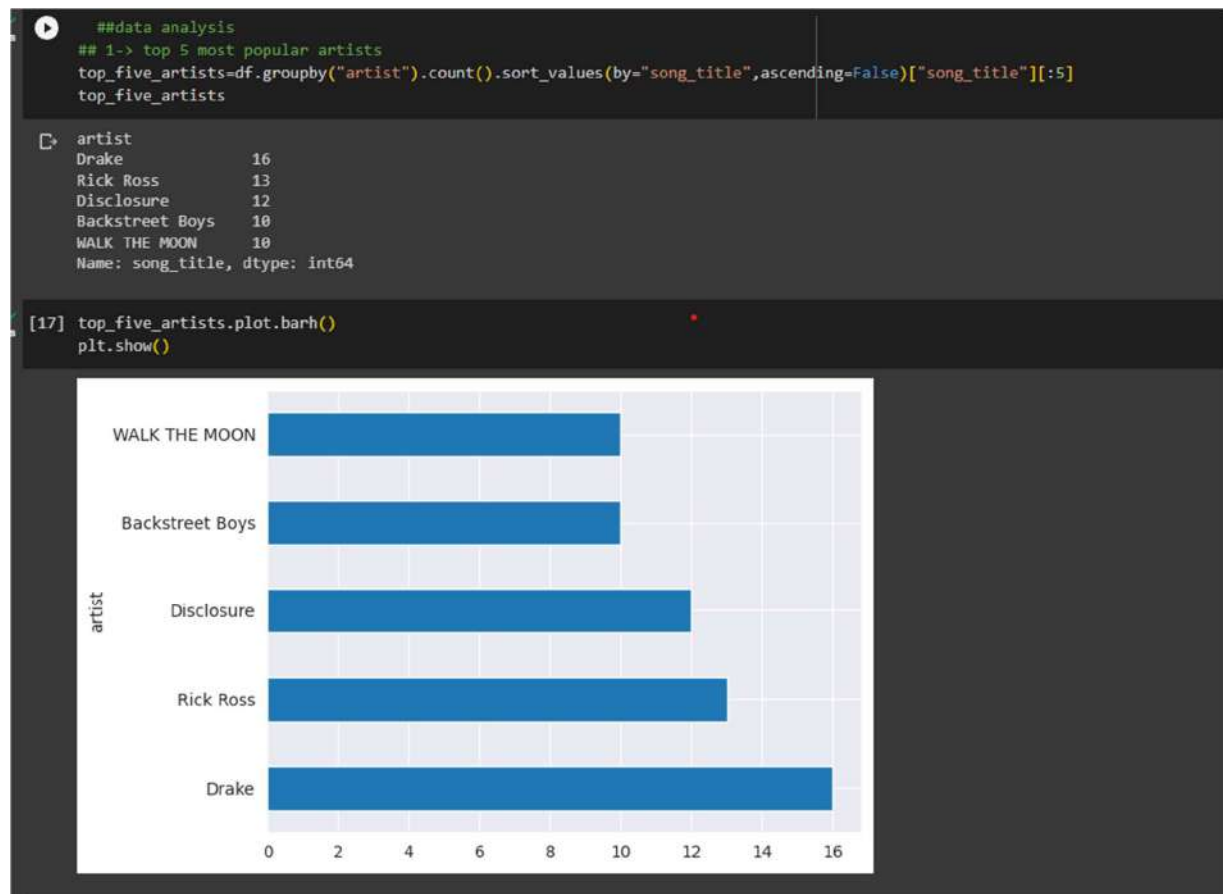 ##data analysis
## 1-> top 5 most popular artists
top_five_artists=df.groupby("artist").count().sort_values(by="song_title",ascending=False)["song_title"][:5]
top_five_artists
artist
Drake 16
Rick Ross 13
Disclosure 12
Backstreet Boys 10
WALK THE MOON 10
Name: song_title, dtype: int64
[17] top_five_artists.plot.barh()
plt.show()
WALK THE MOON
Backstreet Boys
artist
Disclosure
Rick Ross
Drake
0 2 4 6 8 10 12 14 16